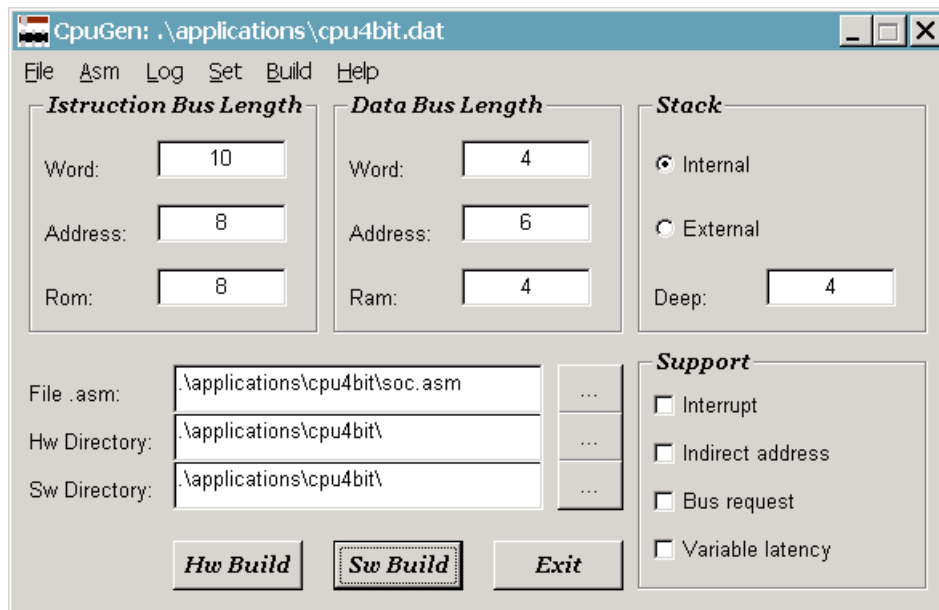 CpuGen: .\applications\cpu4bit.dat
File Asm Log Set Build Help
Istruction Bus Length
Word: 10
Address: 8
Rom: 8
Data Bus Length
Word: 4
Address: 6
Ram: 4
Stack
Internal
External
Deep: 4
File .asm: .\applications\cpu4bit\soc.asm ...
Hw Directory: .\applications\cpu4bit\ ...
Sw Directory: .\applications\cpu4bit\ ...
Support
Interrupt
Indirect address
Bus request
Variable latency
Hw Build Sw Build Exit